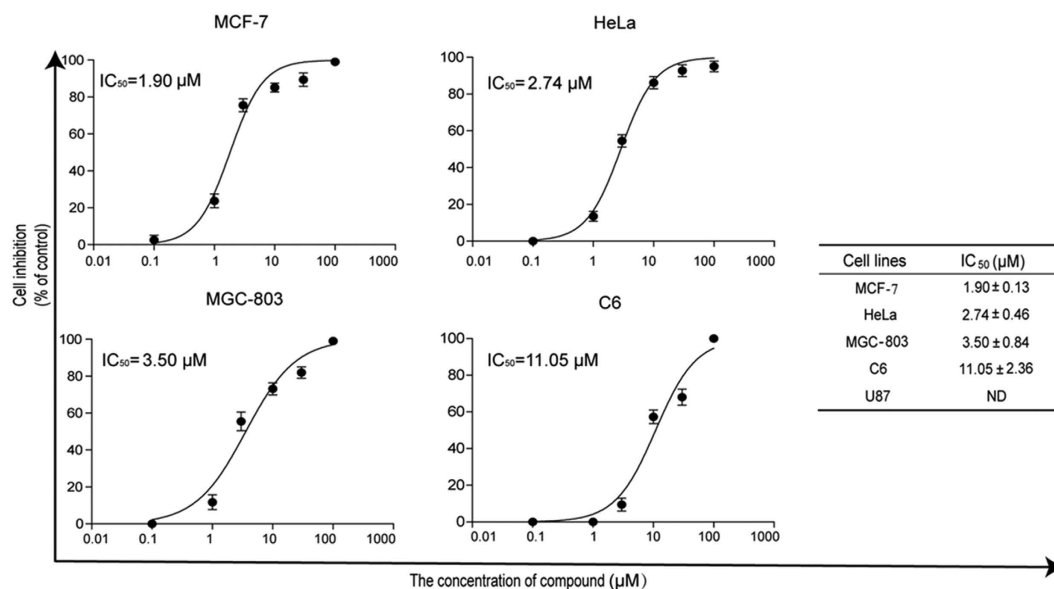 MCF-7
HeLa
IC₅₀=1.90 µM
100
80
60
40
20
0
0.01 0.1 1 10 100 1000
IC₅₀=2.74 µM
100
80
60
40
20
0
0.01 0.1 1 10 100 1000
MGC-803
C6
IC₅₀=3.50 µM
100
80
60
40
20
0
0.01 0.1 1 10 100 1000
IC₅₀=11.05 µM
100
80
60
40
20
0
0.01 0.1 1 10 100 1000
Cell inhibition
(% of control)
The concentration of compound (µM)
Cell lines IC₅₀ (µM)
MCF-7 1.90±0.13
HeLa 2.74±0.46
MGC-803 3.50±0.84
C6 11.05±2.36
U87 ND